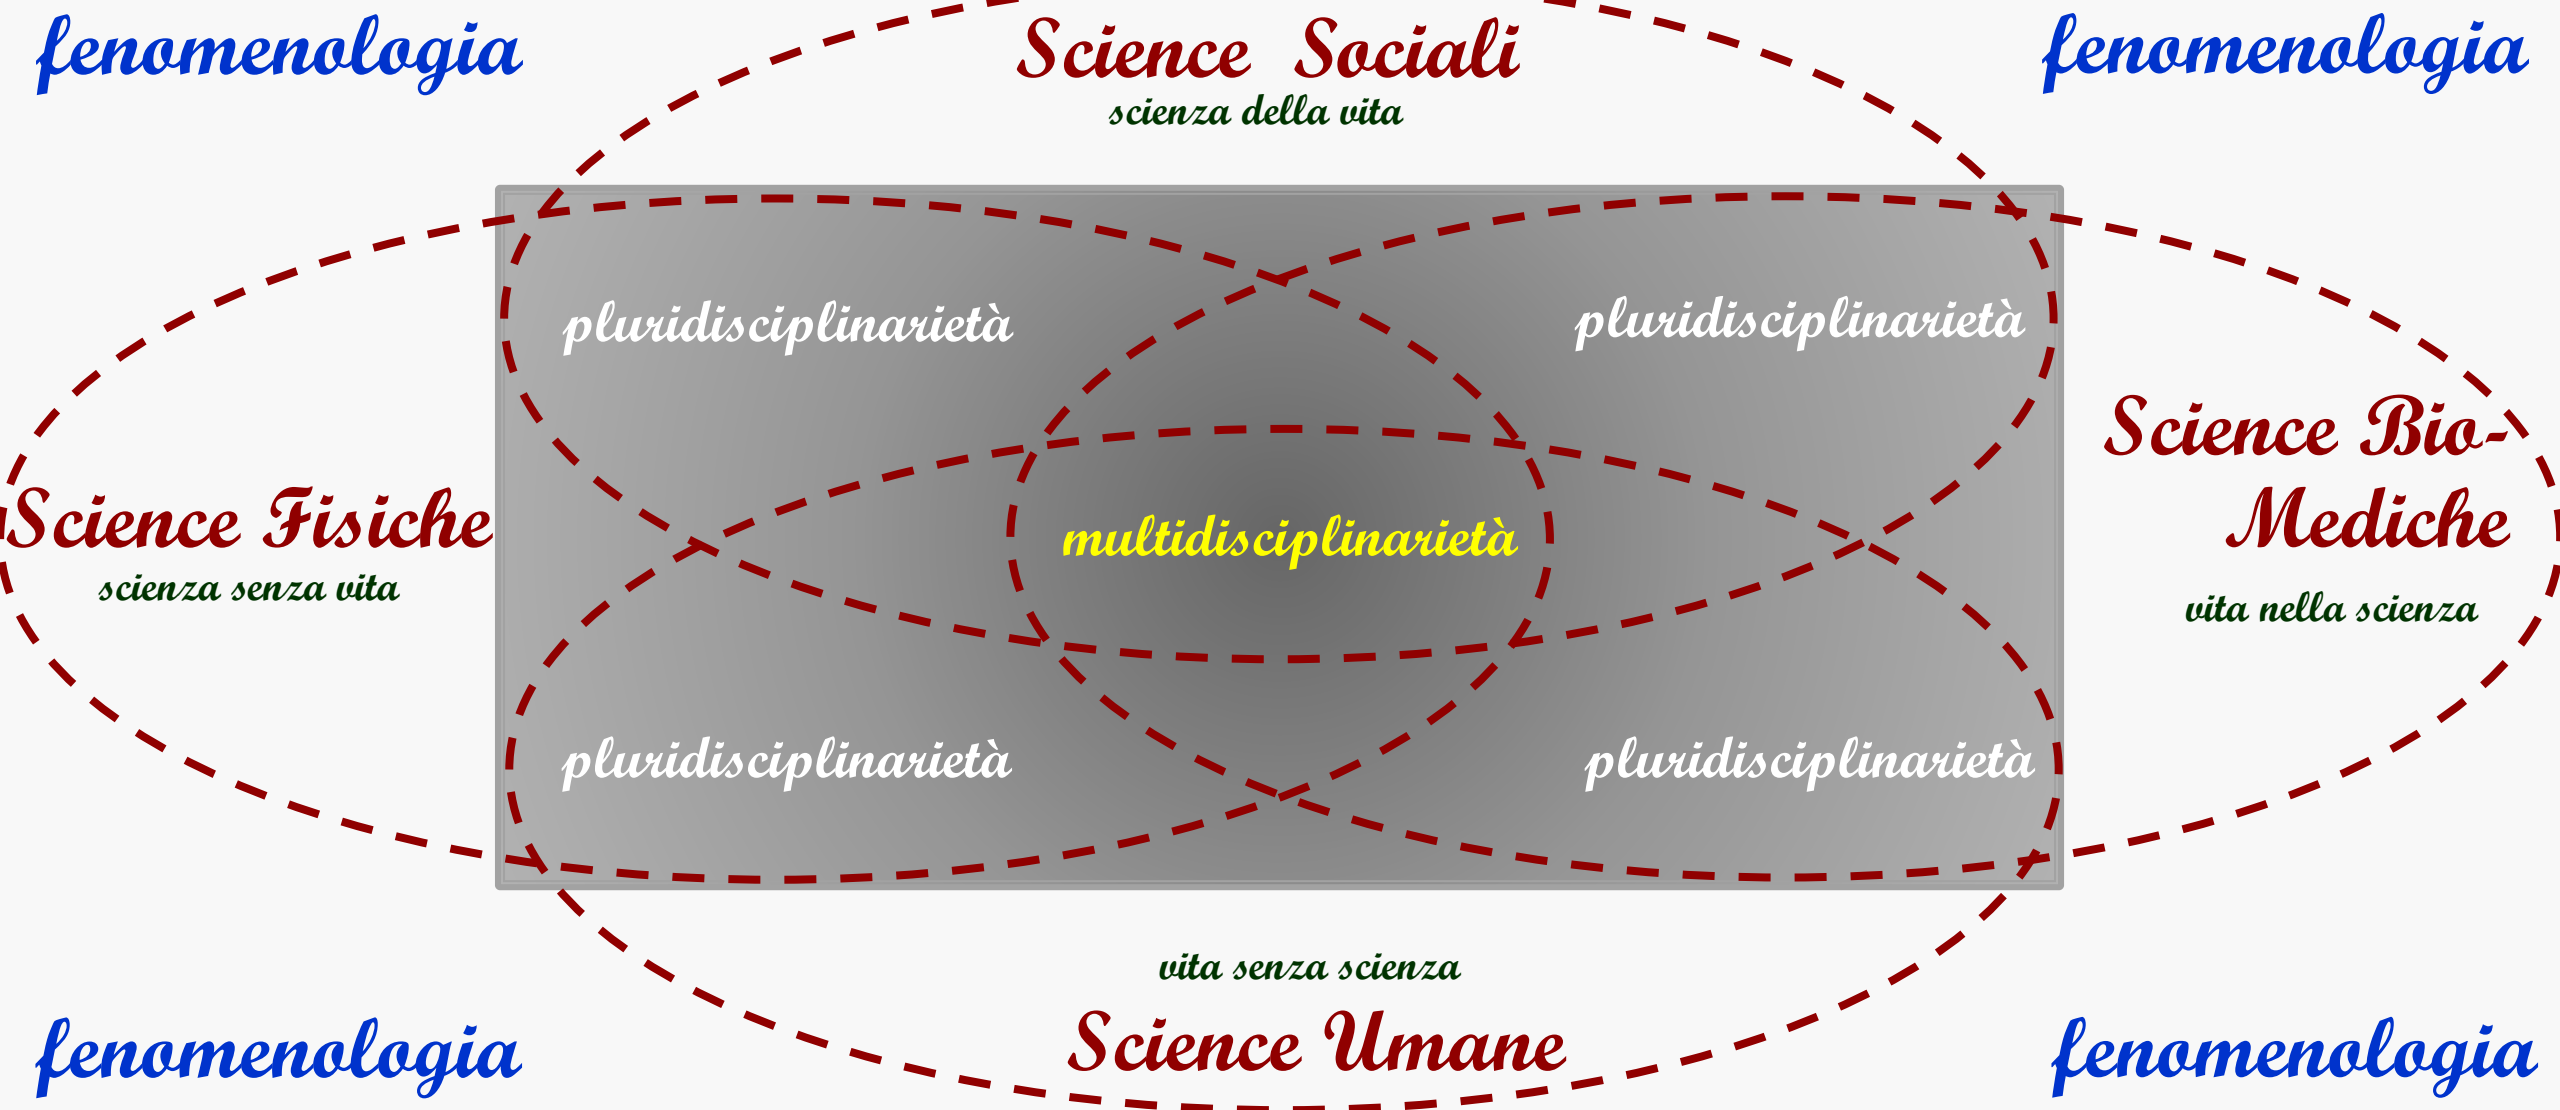 fenomenologia
Science Sociali
fenomenologia
scienza della vita
pluridisciplinarietà
pluridisciplinarietà
Science Fisiche
scienza senza vita
multidisciplinarietà
Science Bio-
Mediche
vita nella scienza
pluridisciplinarietà
pluridisciplinarietà
vita senza scienza
Science Umane
fenomenologia
fenomenologia